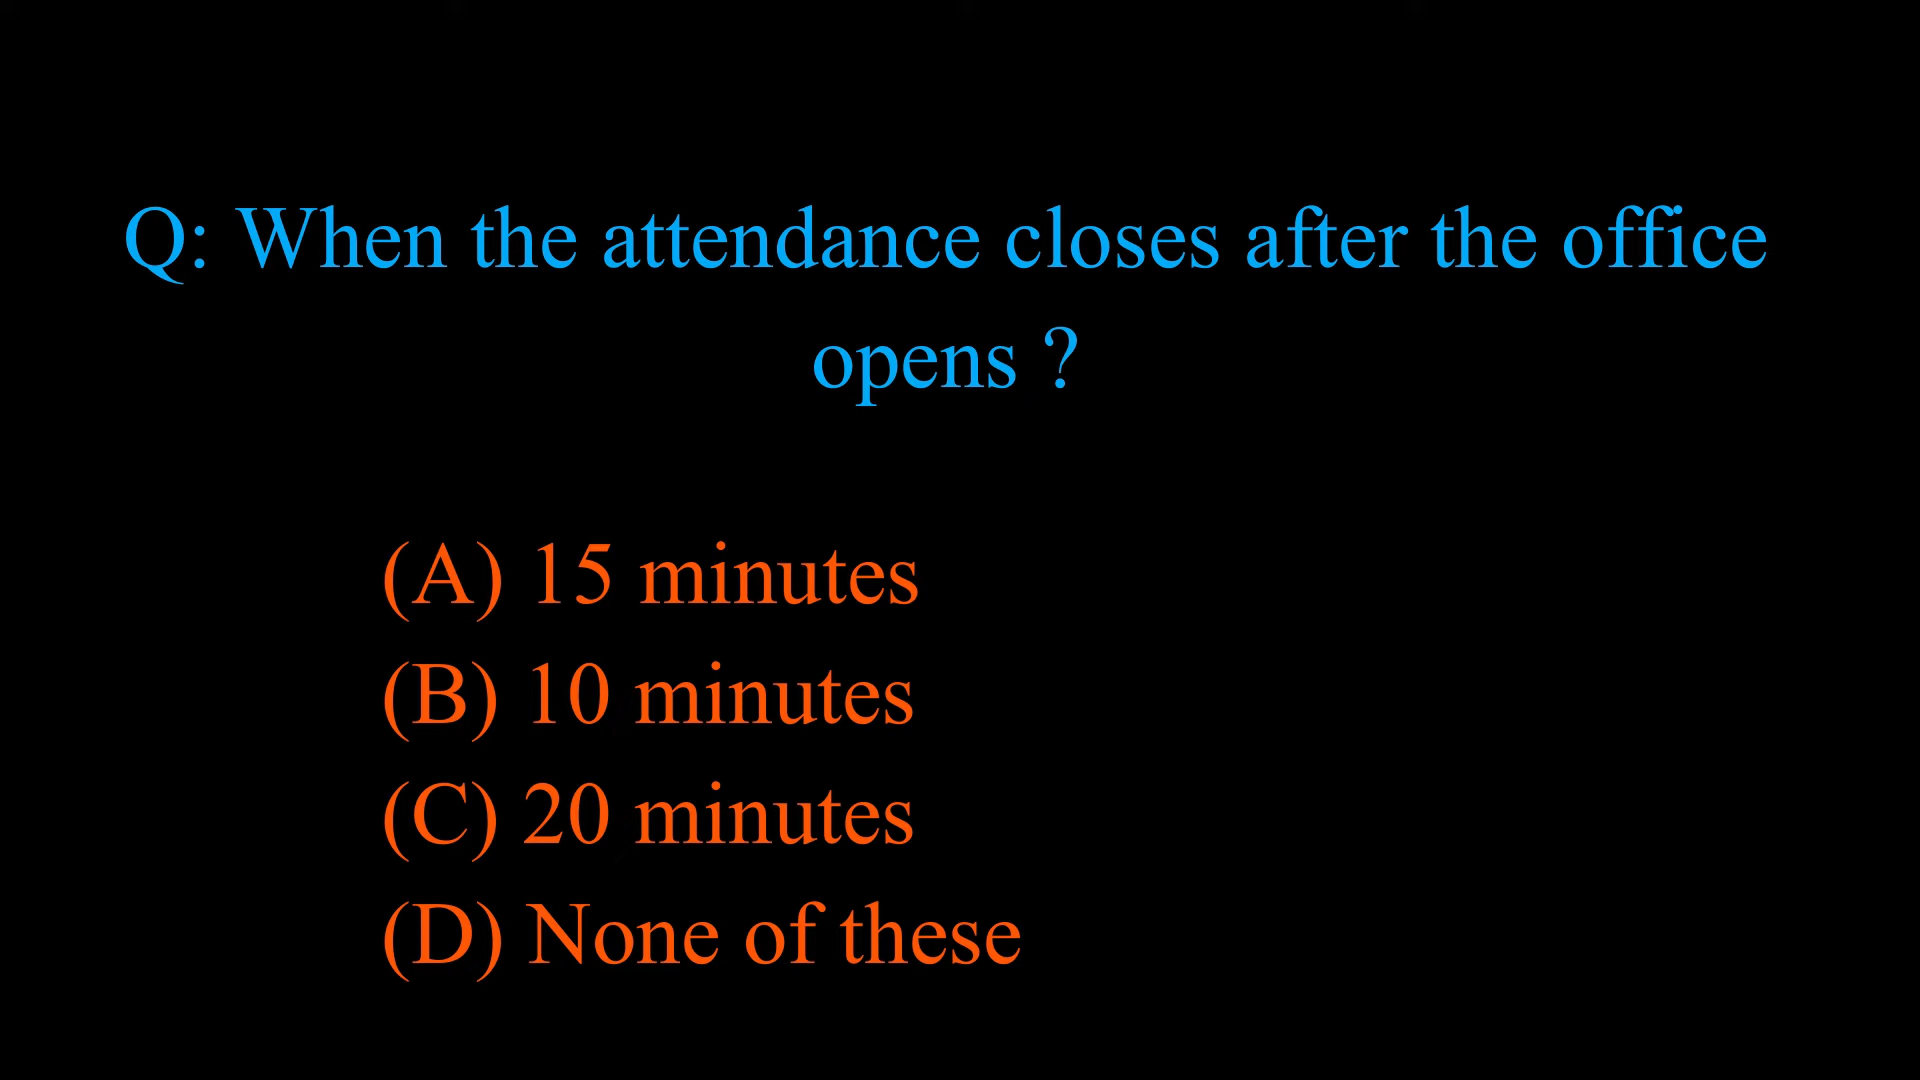 Q: When the attendance closes after the office
opens ?
(A) 15 minutes
(B) 10 minutes
(C) 20 minutes
(D) None of these